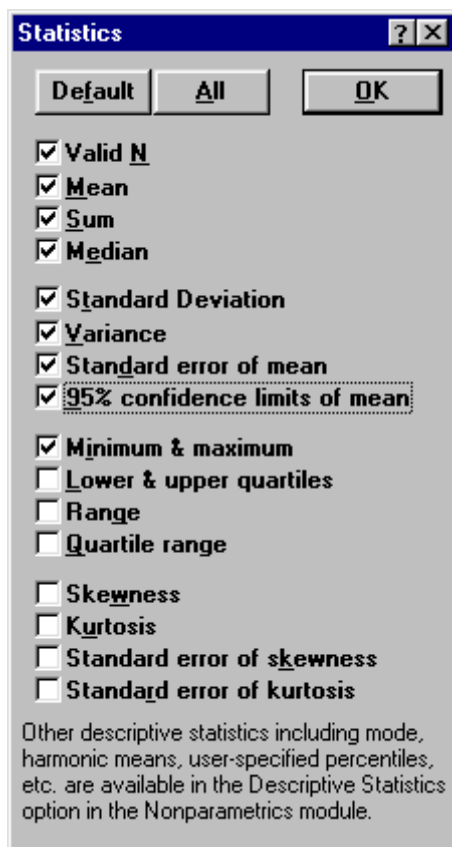 Statistics
Default All OK
Valid N
Mean
Sum
Median
Standard Deviation
Variance
Standard error of mean
95% confidence limits of mean
Minimum & maximum
Lower & upper quartiles
Range
Quartile range
Skewness
Kurtosis
Standard error of skewness
Standard error of kurtosis
Other descriptive statistics including mode,
harmonic means, user-specified percentiles,
etc. are available in the Descriptive Statistics
option in the Nonparametrics module.